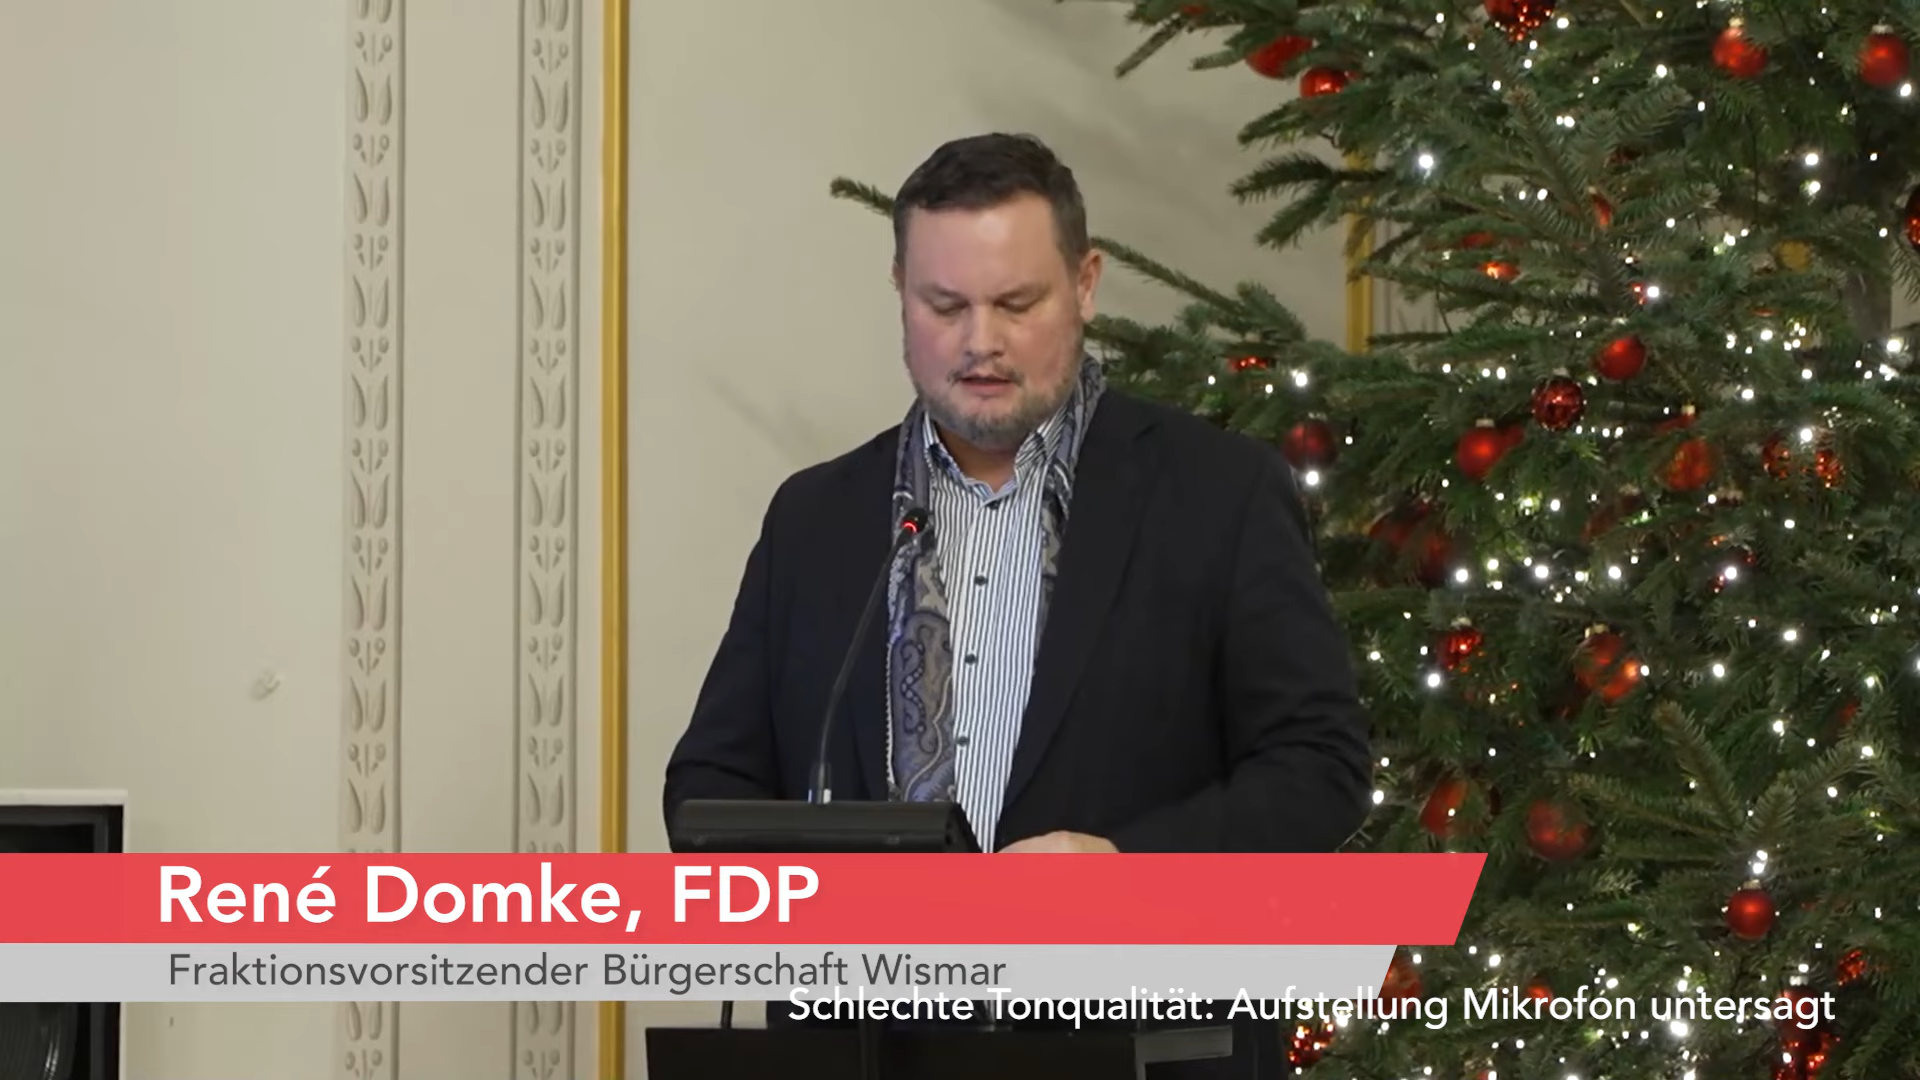 René Domke, FDP
Fraktionsvorsitzender Bürgerschaft Wismar
Schlechte Tonqualität: Aufstellung Mikrofon untersagt